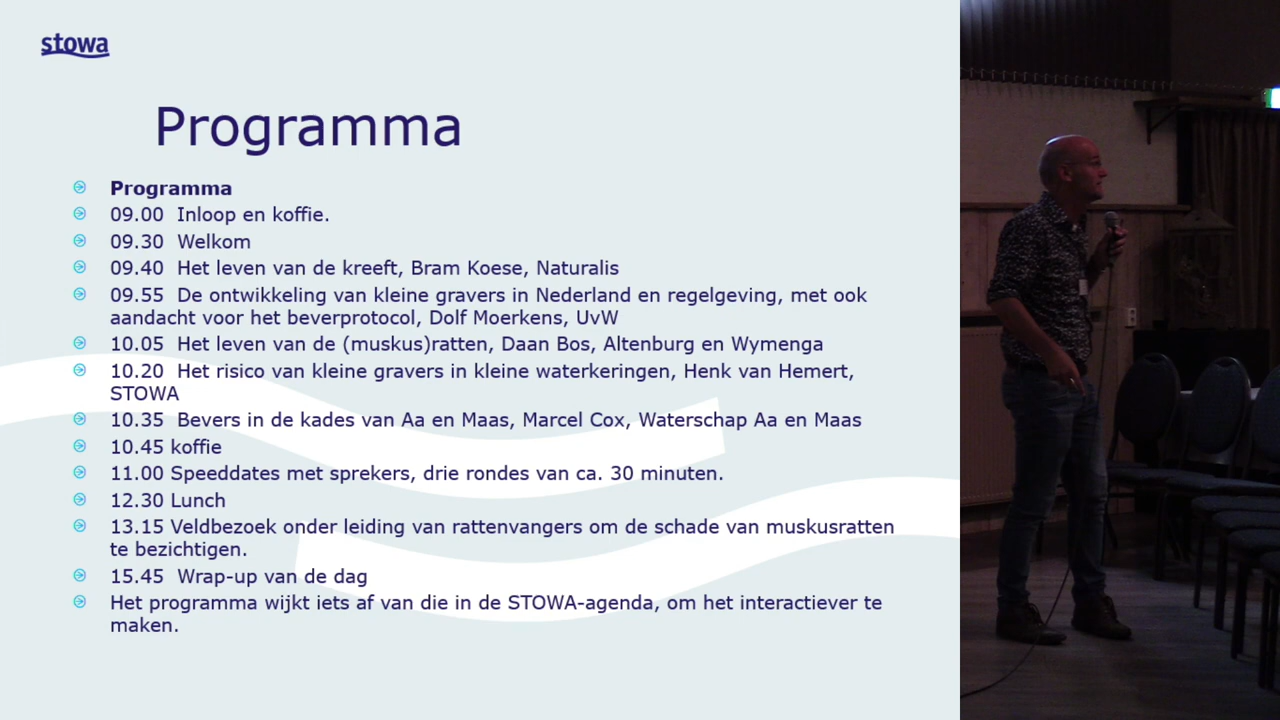 stowa
Programma
Programma
09.00 Inloop en koffie.
09.30 Welkom
09.40 Het leven van de kreeft, Bram Koese, Naturalis
09.55 De ontwikkeling van kleine gravers in Nederland en regelgeving, met ook
aandacht voor het beverprotocol, Dolf Moerkens, UvW
10.05 Het leven van de (muskus)ratten, Daan Bos, Altenburg en Wymenga
10.20 Het risico van kleine gravers in kleine waterkeringen, Henk van Hemert,
STOWA
10.35 Bevers in de kades van Aa en Maas, Marcel Cox, Waterschap Aa en Maas
10.45 koffie
11.00 Speeddates met sprekers, drie rondes van ca. 30 minuten.
12.30 Lunch
13.15 Veldbezoek onder leiding van rattenvangers om de schade van muskusratten
te bezichtigen.
15.45 Wrap-up van de dag
Het programma wijkt iets af van die in de STOWA-agenda, om het interactiever te
maken.